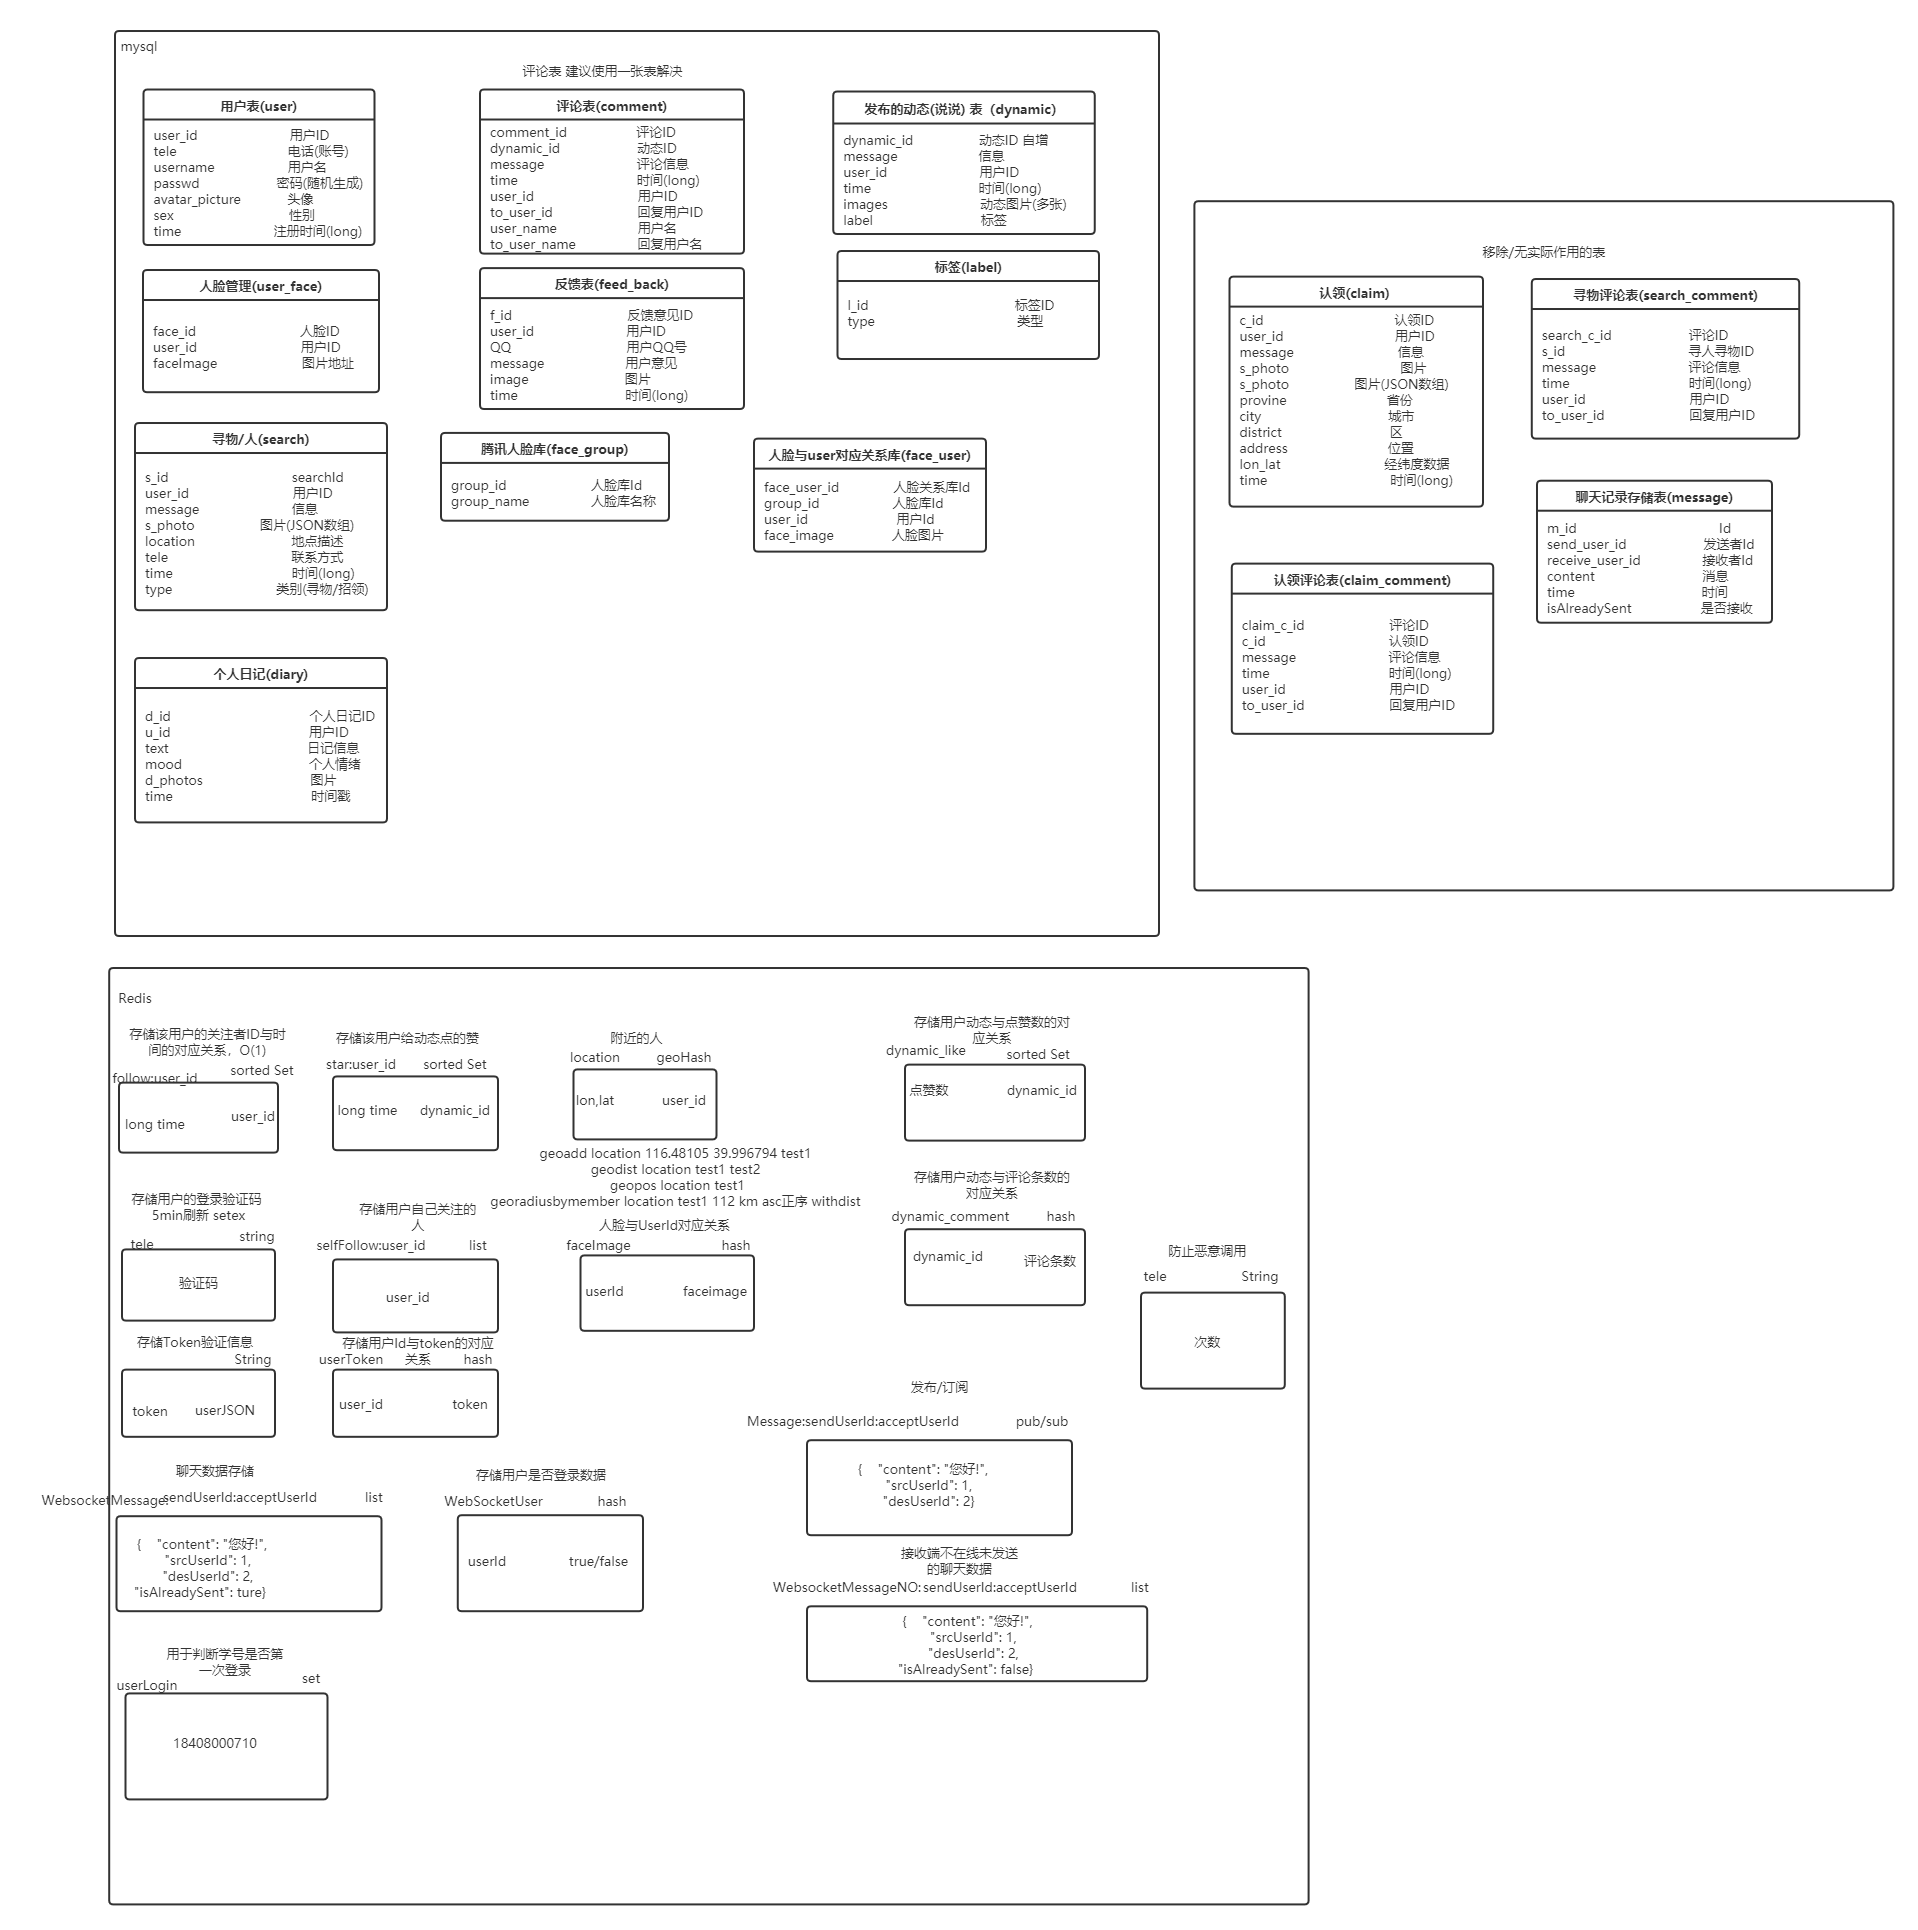 mysql
评论表 建议使用一张表解决
用户表(user)
user_id 用户ID
tele 电话(账号)
username 用户名
passwd 密码(随机生成)
avatar_picture 头像
sex 性别
time 注册时间(long)
评论表(comment)
comment_id 评论ID
dynamic_id 动态ID
message 评论信息
time 时间(long)
user_id 用户ID
to_user_id 回复用户ID
user_name 用户名
to_user_name 回复用户名
发布的动态(说说) 表（dynamic）
dynamic_id 动态ID 自增
message 信息
user_id 用户ID
time 时间(long)
images 动态图片(多张)
label 标签
人脸管理(user_face)
face_id 人脸ID
user_id 用户ID
faceImage 图片地址
反馈表(feed_back)
f_id 反馈意见ID
user_id 用户ID
QQ 用户QQ号
message 用户意见
image 图片
time 时间(long)
标签(label)
l_id 标签ID
type 类型
寻物/人(search)
s_id searchId
user_id 用户ID
message 信息
s_photo 图片(JSON数组)
location 地点描述
tele 联系方式
time 时间(long)
type 类别(寻物/招领)
腾讯人脸库(face_group)
group_id 人脸库Id
group_name 人脸库名称
人脸与user对应关系库(face_user)
face_user_id 人脸关系库Id
group_id 人脸库Id
user_id 用户Id
face_image 人脸图片
个人日记(diary)
d_id 个人日记ID
u_id 用户ID
text 日记信息
mood 个人情绪
d_photos 图片
time 时间戳
移除/无实际作用的表
认领(claim)
c_id 认领ID
user_id 用户ID
message 信息
s_photo 图片
s_photo 图片(JSON数组)
provine 省份
city 城市
district 区
address 位置
lon_lat 经纬度数据
time 时间(long)
寻物评论表(search_comment)
search_c_id 评论ID
s_id 寻人寻物ID
message 评论信息
time 时间(long)
user_id 用户ID
to_user_id 回复用户ID
聊天记录存储表(message)
m_id Id
send_user_id 发送者Id
receive_user_id 接收者Id
content 消息
time 时间
isAlreadySent 是否接收
认领评论表(claim_comment)
claim_c_id 评论ID
c_id 认领ID
message 评论信息
time 时间(long)
user_id 用户ID
to_user_id 回复用户ID
Redis
存储该用户的关注者ID与时
间的对应关系，O(1)
follow:user_id sorted Set
long time user_id
存储该用户给动态点的赞
star:user_id sorted Set
long time dynamic_id
附近的人
location geoHash
lon,lat user_id
geoadd location 116.48105 39.996794 test1
geodist location test1 test2
geopos location test1
georadiusbymember location test1 112 km asc正序 withdist
存储用户动态与点赞数的对
应关系
dynamic_like sorted Set
点赞数 dynamic_id
存储用户的登录验证码
5min刷新 setex
tele string
验证码
存储用户自己关注的
人
selfFollow:user_id list
user_id
人脸与UserId对应关系
faceImage hash
userId faceimage
存储用户动态与评论条数的
对应关系
dynamic_comment hash
dynamic_id 评论条数
防止恶意调用
tele String
次数
存储Token验证信息
String
token userJSON
存储用户Id与token的对应
关系
userToken hash
user_id token
发布/订阅
Message:sendUserId:acceptUserId pub/sub
{ "content": "您好!",
"srcUserId": 1,
"desUserId": 2}
聊天数据存储
WebsocketMessage:sendUserId:acceptUserId list
{ "content": "您好!",
"srcUserId": 1,
"desUserId": 2,
"isAlreadySent": ture}
存储用户是否登录数据
WebSocketUser hash
userId true/false
接收端不在线未发送
的聊天数据
WebsocketMessageNO:sendUserId:acceptUserId list
{ "content": "您好!",
"srcUserId": 1,
"desUserId": 2,
"isAlreadySent": false}
用于判断学号是否第
一次登录
userLogin set
18408000710